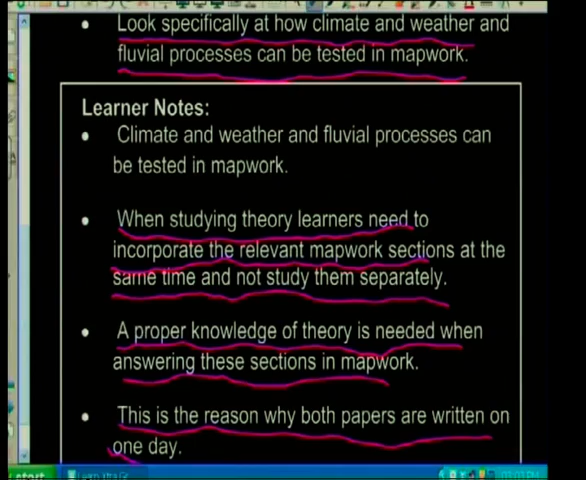 • Look specifically at how climate and weather and
fluvial processes can be tested in mapwork.
Learner Notes:
• Climate and weather and fluvial processes can
be tested in mapwork.
• When studying theory learners need to
incorporate the relevant mapwork sections at the
same time and not study them separately.
• A proper knowledge of theory is needed when
answering these sections in mapwork.
• This is the reason why both papers are written on
one day.
start